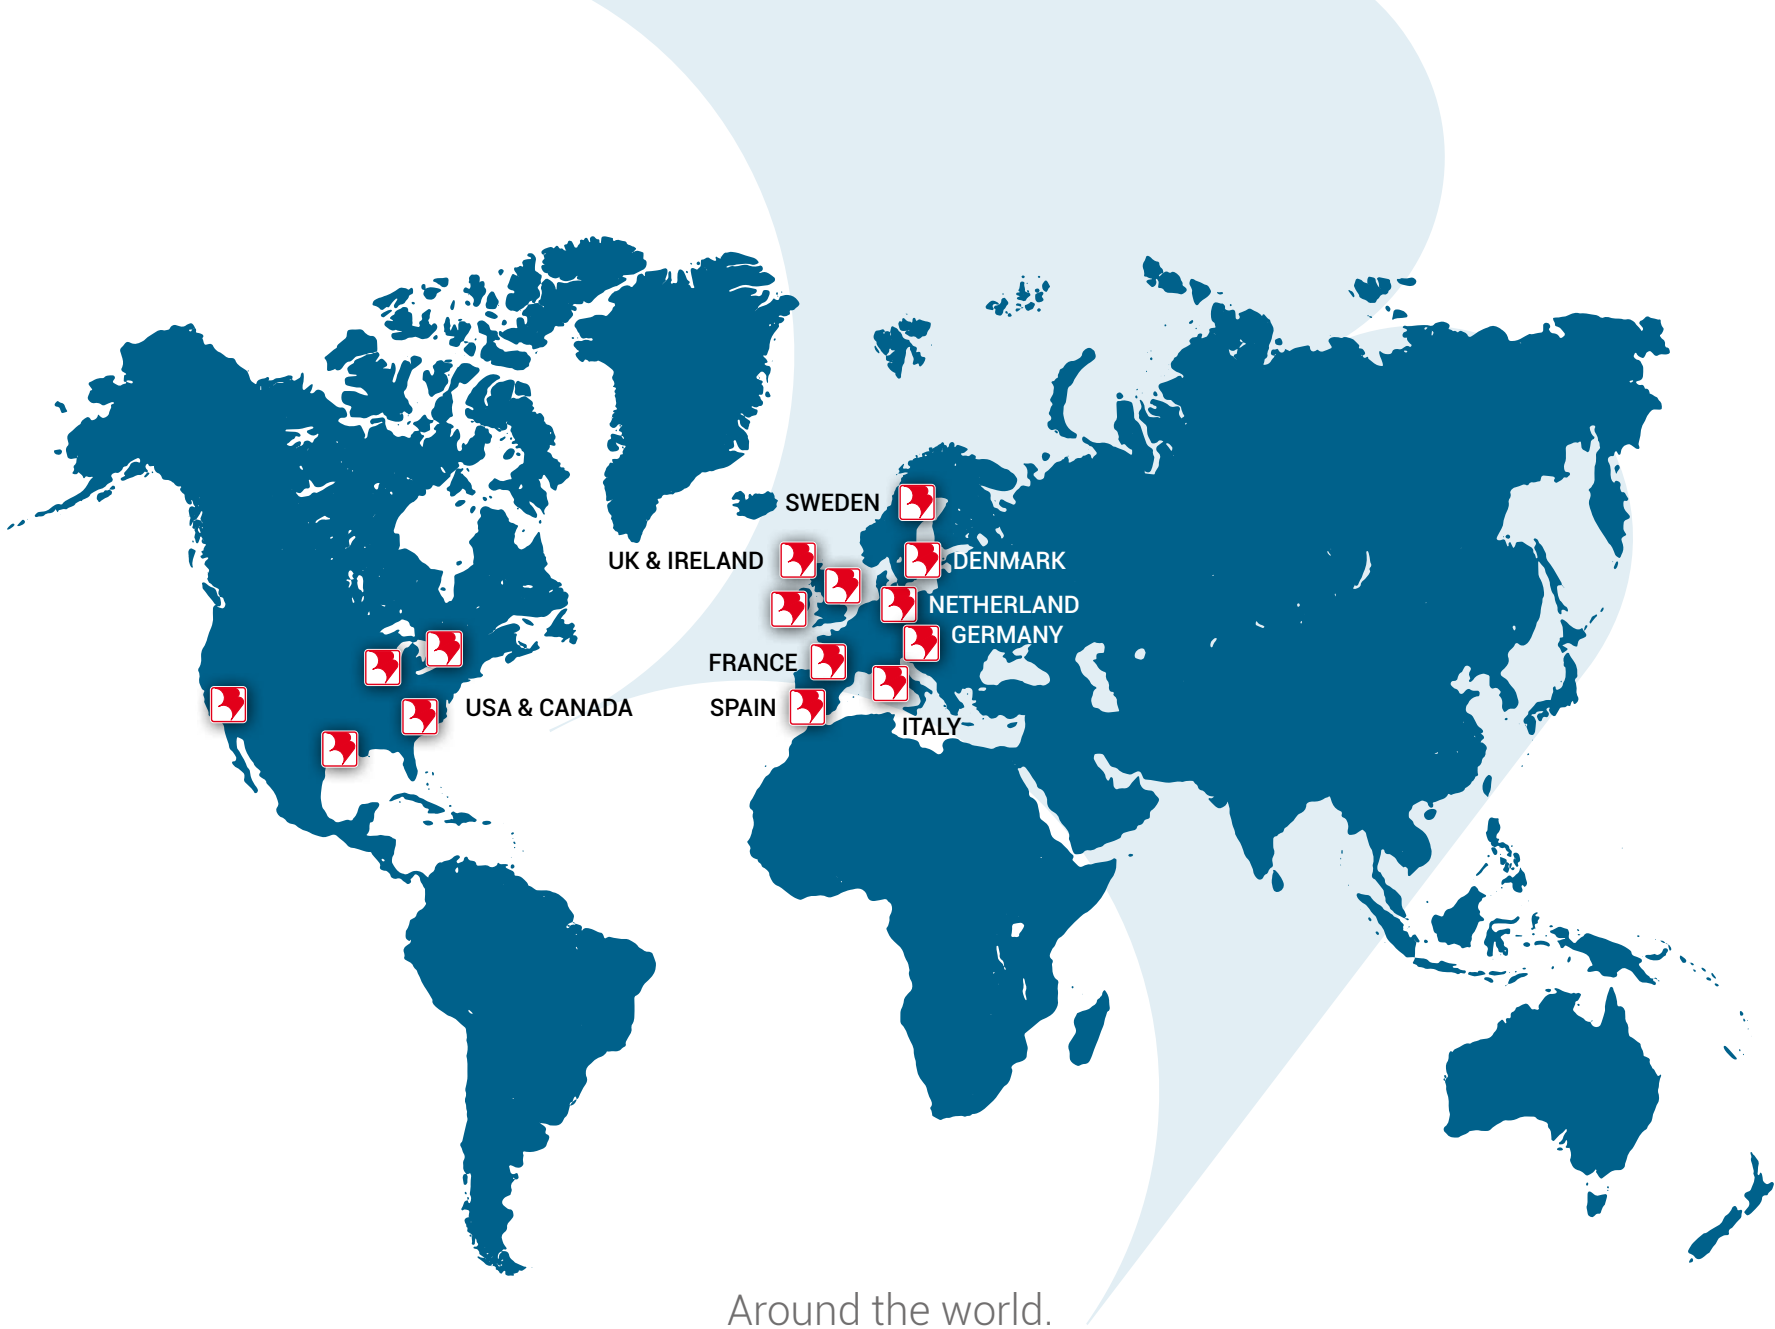 SWEDEN
UK & IRELAND
DENMARK
NETHERLAND
GERMANY
FRANCE
USA & CANADA
SPAIN
ITALY
Around the world.